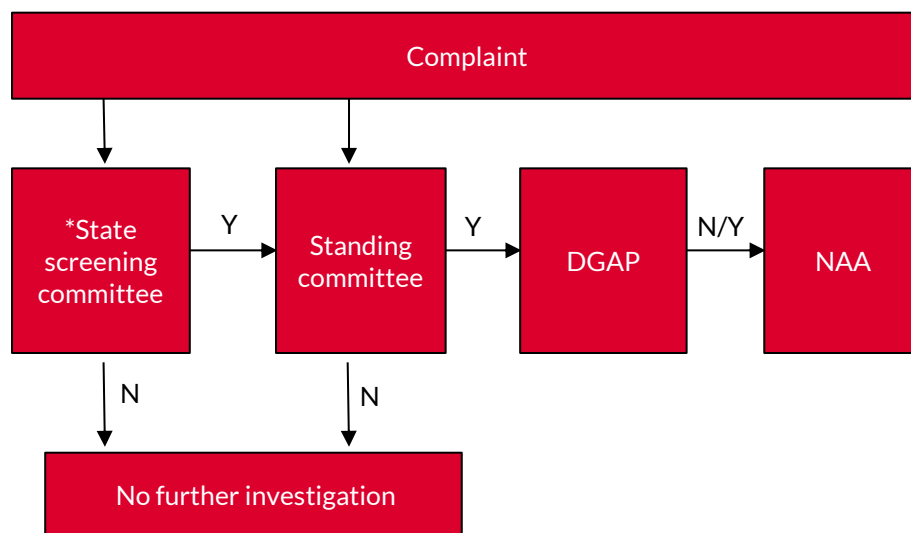 Complaint
*State
screening
committee
Y
Standing
committee
Y
DGAP
N/Y
NAA
N
N
No further investigation